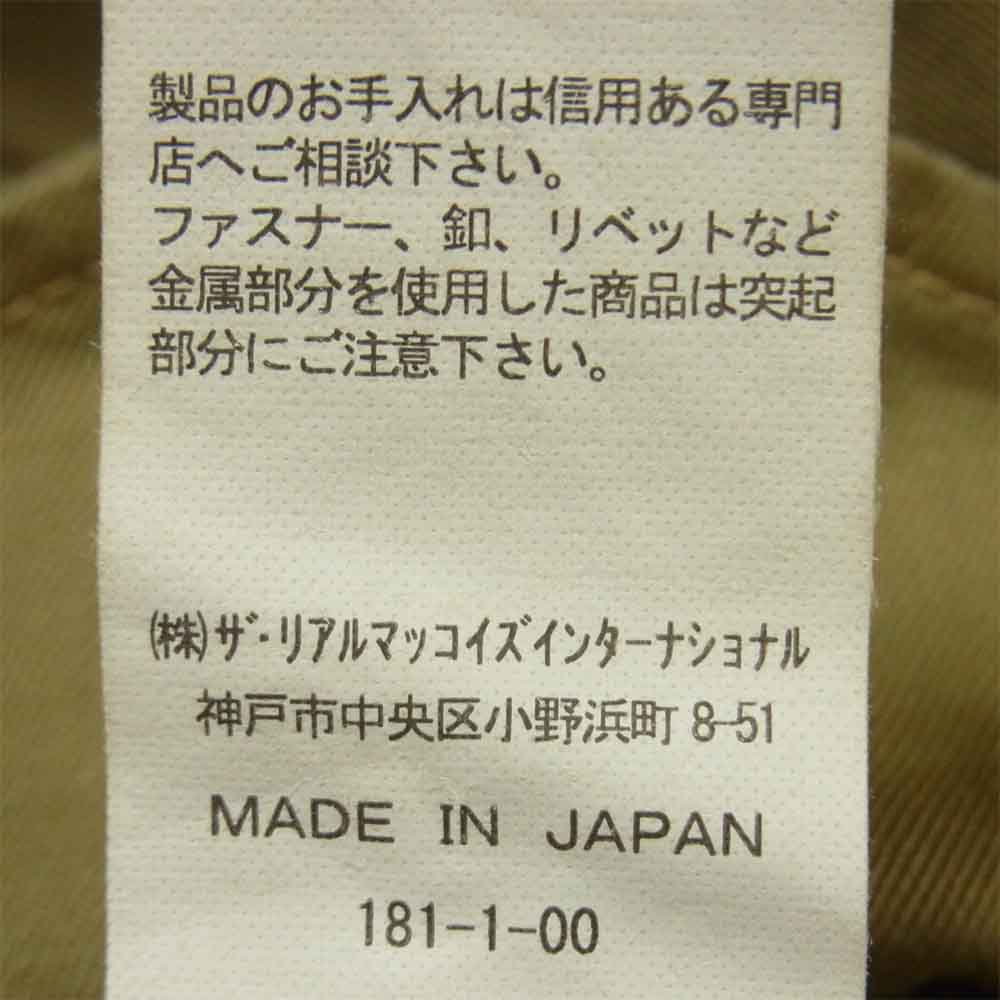 製品のお手入れは信用ある専門
店へご相談下さい。
ファスナー、釦、リベットなど
金属部分を使用した商品は突起
部分にご注意下さい。
(株)ザ・リアルマッコイズインターナショナル
神戸市中央区小野浜町8-51
MADE IN JAPAN
181-1-00